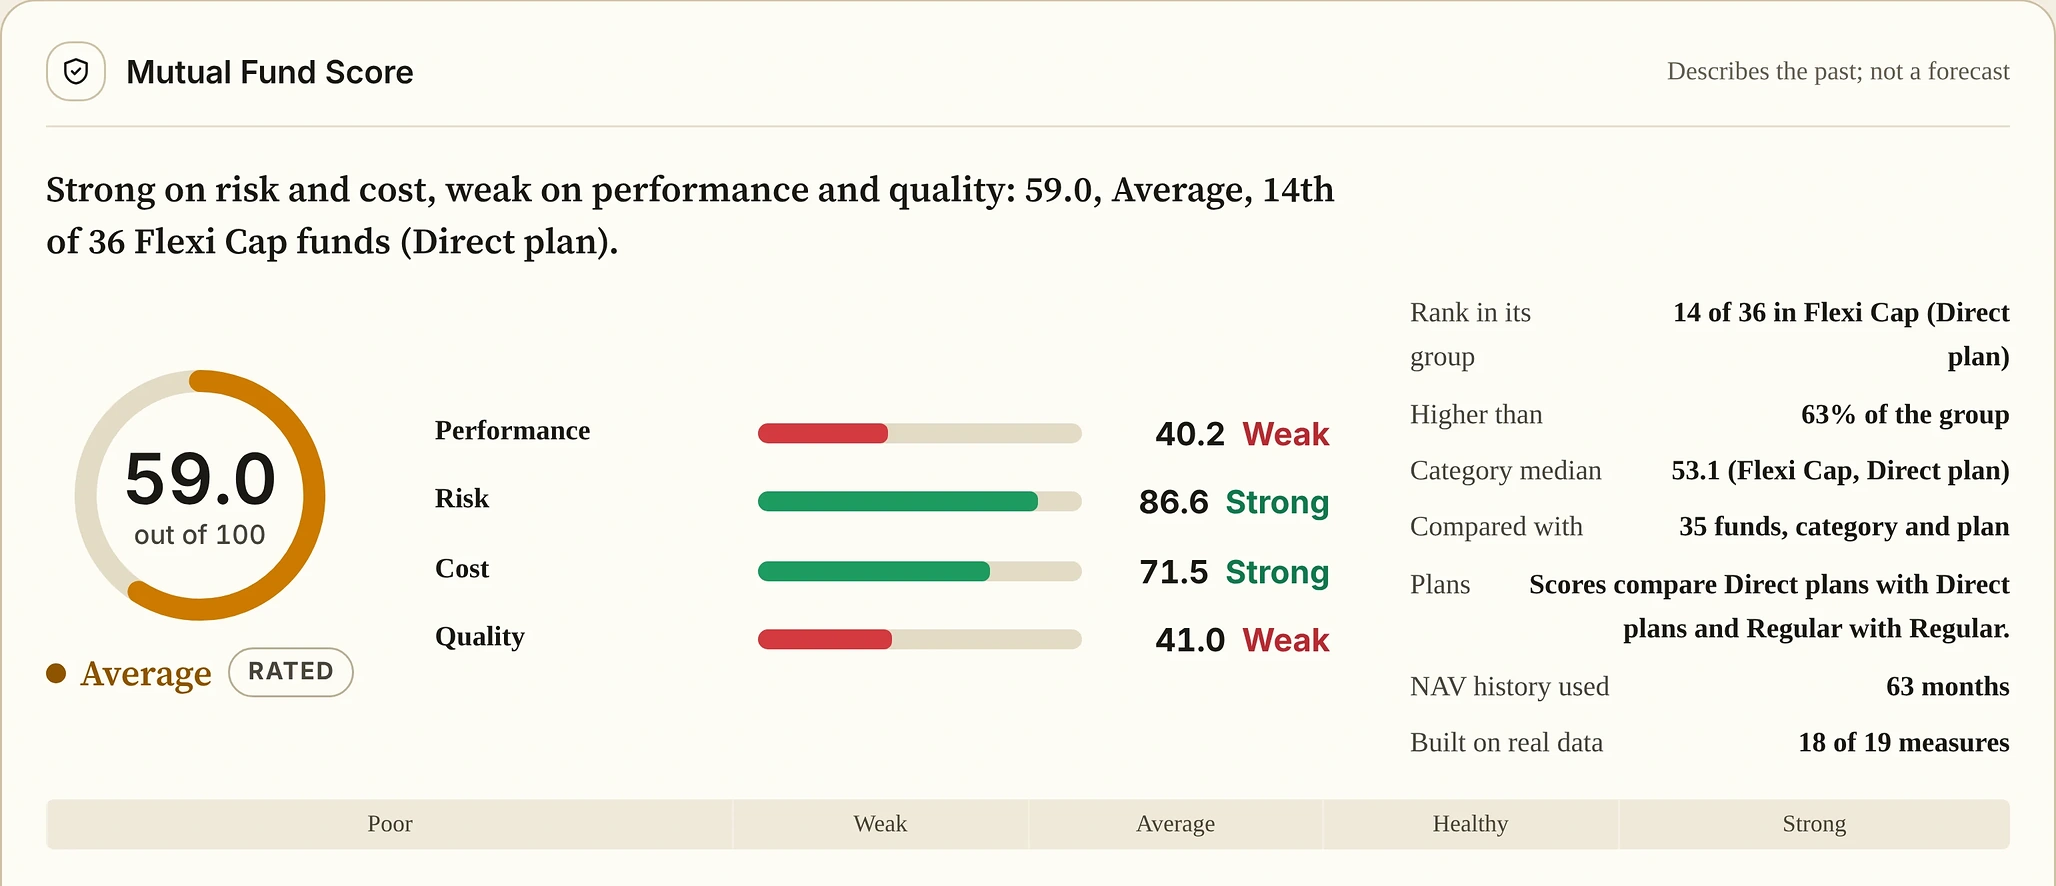 Mutual Fund Score
Describes the past; not a forecast
Strong on risk and cost, weak on performance and quality: 59.0, Average, 14th
of 36 Flexi Cap funds (Direct plan).
59.0
out of 100
Average RATED
Performance 40.2 Weak
Risk 86.6 Strong
Cost 71.5 Strong
Quality 41.0 Weak
Rank in its 14 of 36 in Flexi Cap (Direct
group plan)
Higher than 63% of the group
Category median 53.1 (Flexi Cap, Direct plan)
Compared with 35 funds, category and plan
Plans Scores compare Direct plans with Direct
plans and Regular with Regular.
NAV history used 63 months
Built on real data 18 of 19 measures
Poor Weak Average Healthy Strong